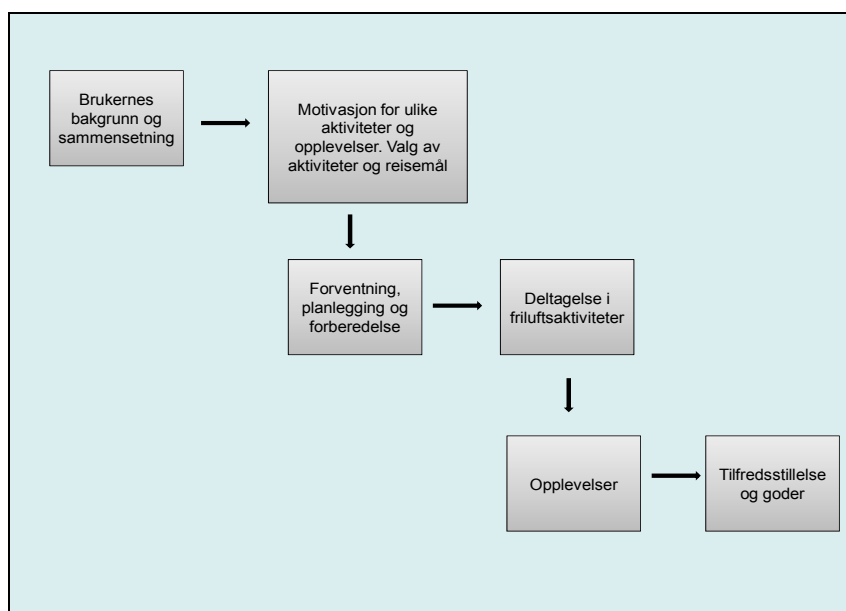 Brukernes
bakgrunn og
sammensetning
Motivasjon for ulike
aktiviteter og
opplevelser. Valg av
aktiviteter og reisemål
Forventning,
planlegging og
forberedelse
Deltagelse i
friluftsaktiviteter
Opplevelser
Tilfredsstillelse
og goder